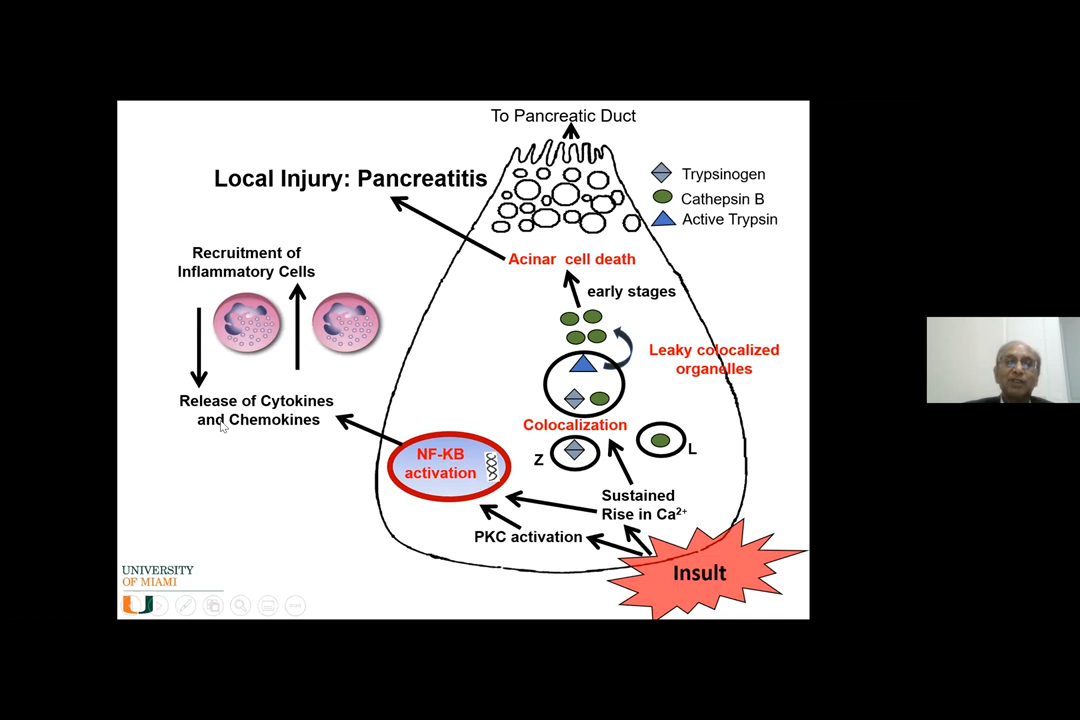 To Pancreatic Duct
Local Injury: Pancreatitis
Trypsinogen
Cathepsin B
Active Trypsin
Recruitment of
Inflammatory Cells
Acinar cell death
early stages
Leaky colocalized
organelles
Release of Cytokines
and Chemokines
Colocalization
NF-KB
activation
Z
L
Sustained
Rise in Ca²⁺
PKC activation
Insult
UNIVERSITY
OF MIAMI
U